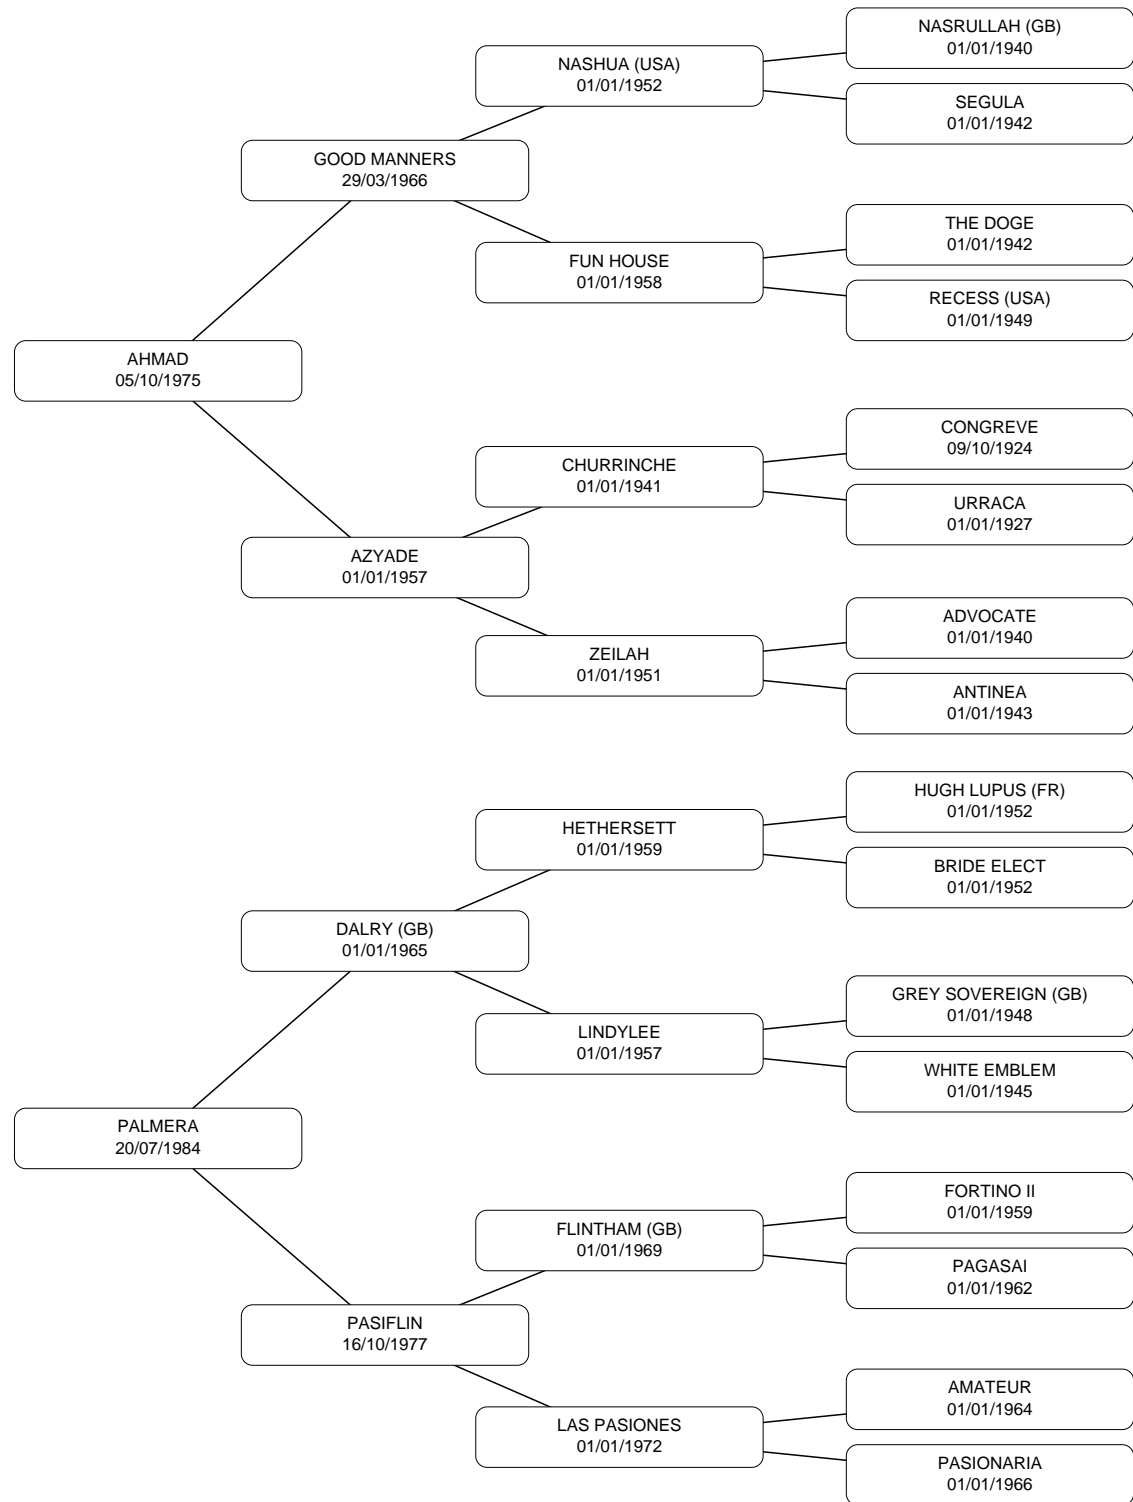 NASRULLAH (GB)
01/01/1940
NASHUA (USA)
01/01/1952
SEGULA
01/01/1942
GOOD MANNERS
29/03/1966
THE DOGE
01/01/1942
FUN HOUSE
01/01/1958
RECESS (USA)
01/01/1949
AHMAD
05/10/1975
CONGREVE
09/10/1924
CHURRINCHE
01/01/1941
URRACA
01/01/1927
AZYADE
01/01/1957
ADVOCATE
01/01/1940
ZEILAH
01/01/1951
ANTINEA
01/01/1943
HUGH LUPUS (FR)
01/01/1952
HETHERSETT
01/01/1959
BRIDE ELECT
01/01/1952
DALRY (GB)
01/01/1965
GREY SOVEREIGN (GB)
01/01/1948
LINDYLEE
01/01/1957
WHITE EMBLEM
01/01/1945
PALMERA
20/07/1984
FORTINO II
01/01/1959
FLINTHAM (GB)
01/01/1969
PAGASAI
01/01/1962
PASIFLIN
16/10/1977
AMATEUR
01/01/1964
LAS PASIONES
01/01/1972
PASIONARIA
01/01/1966